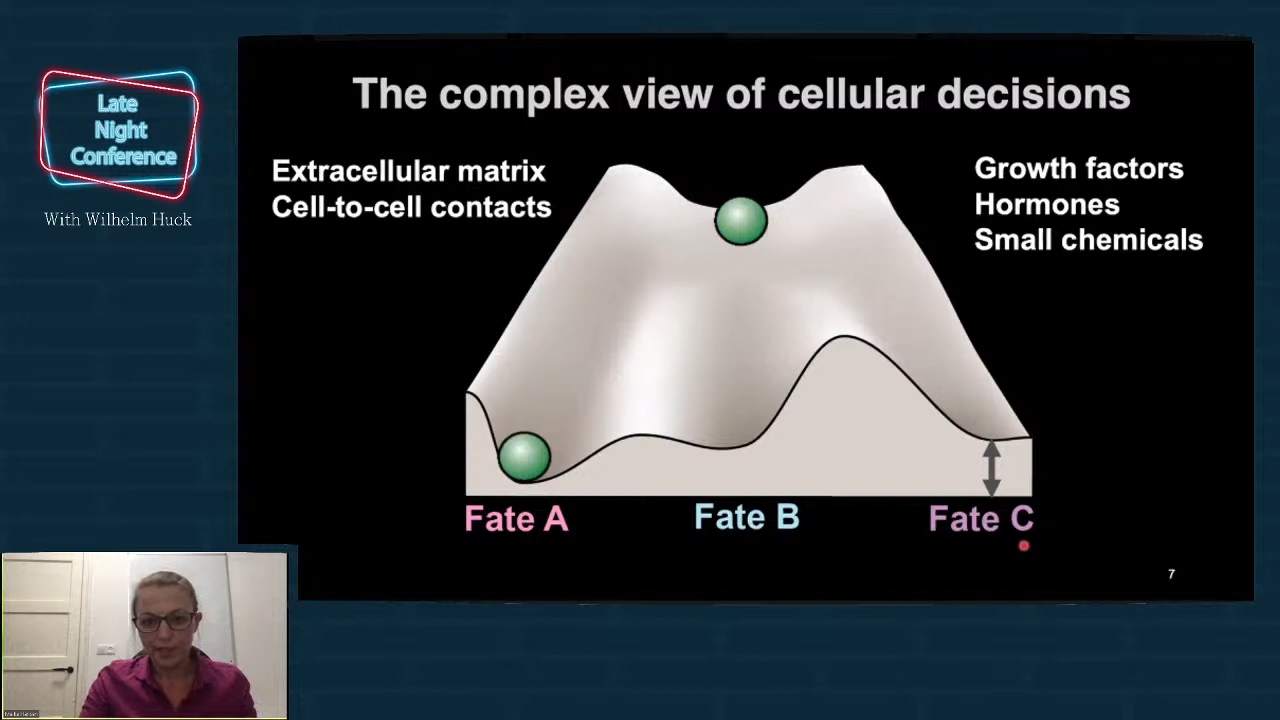 Late
Night
Conference
With Wilhelm Huck
The complex view of cellular decisions
Extracellular matrix
Cell-to-cell contacts
Growth factors
Hormones
Small chemicals
Fate A
Fate B
Fate C
7